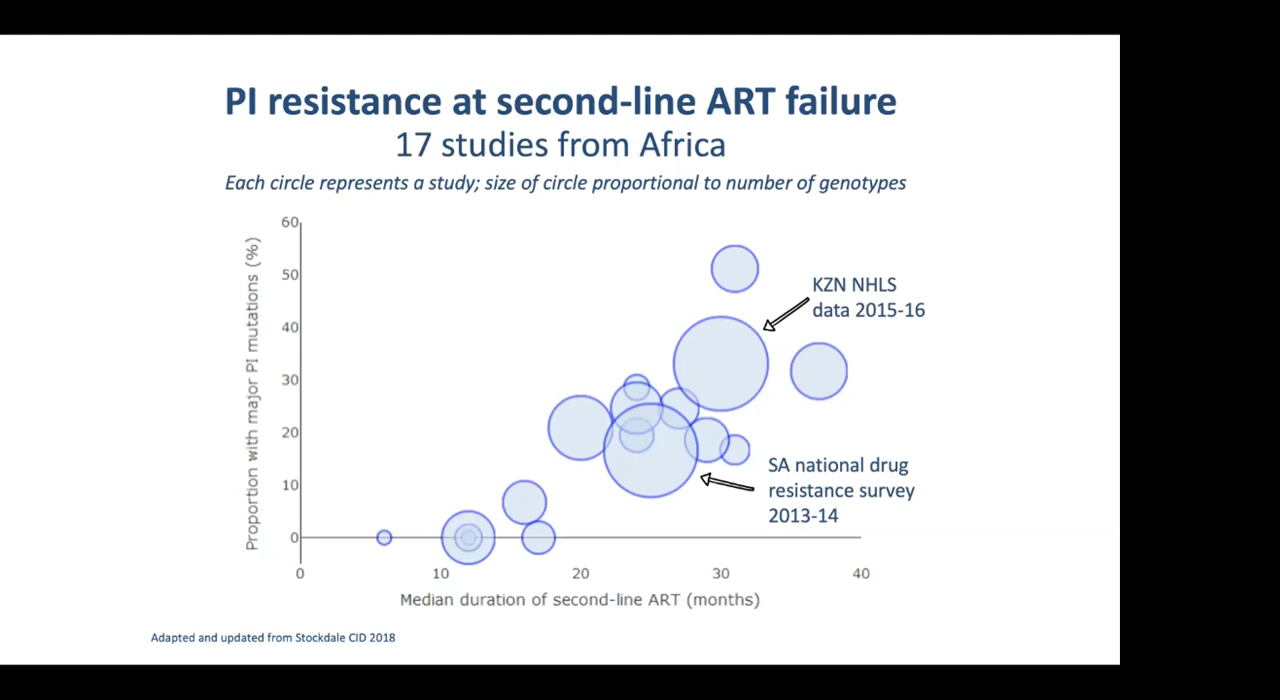 PI resistance at second-line ART failure
17 studies from Africa
Each circle represents a study; size of circle proportional to number of genotypes
Proportion with major PI mutations (%)
60
50
40
30
20
10
0
KZN NHLS
data 2015-16
SA national drug
resistance survey
2013-14
0
10
20
30
40
Median duration of second-line ART (months)
Adapted and updated from Stockdale CID 2018